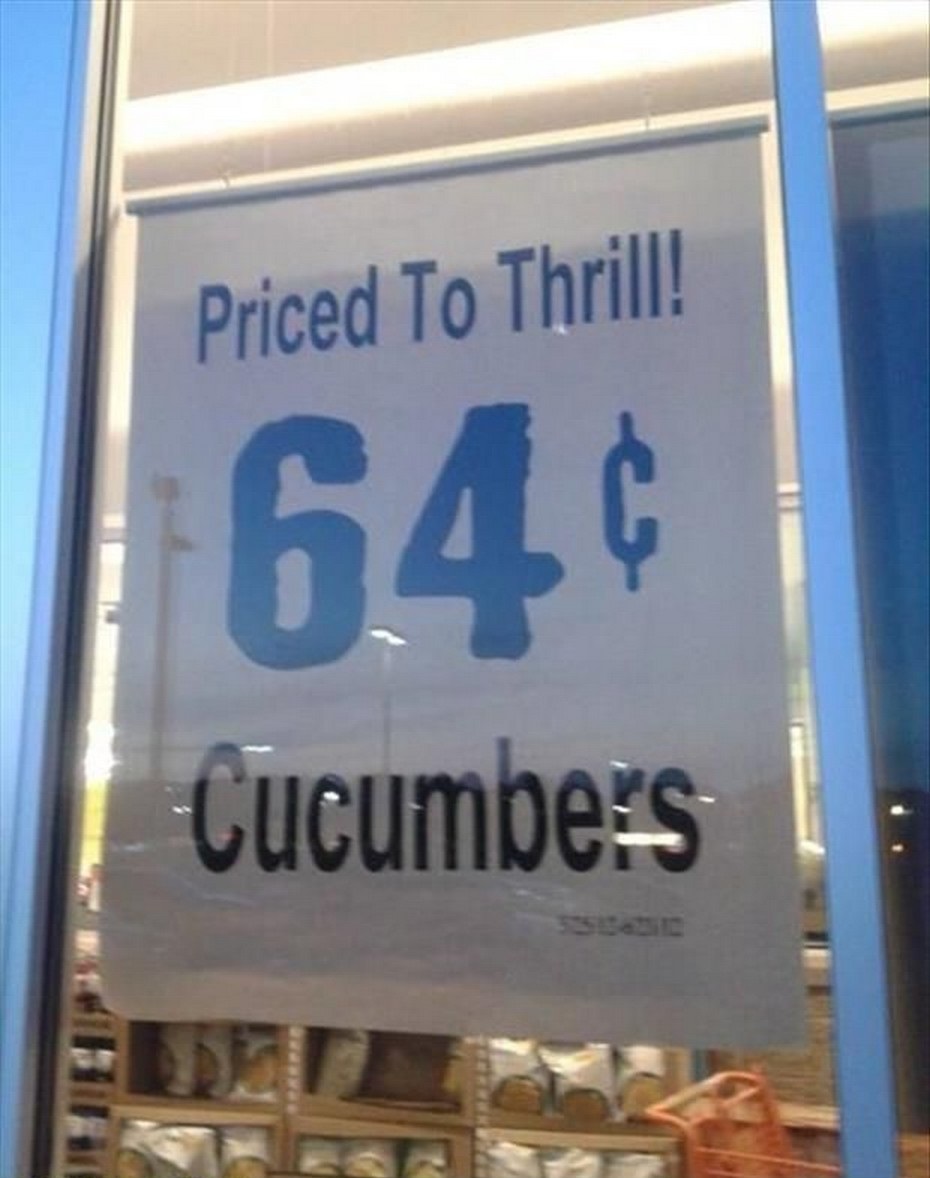 Priced To Thrill!
64¢
Cucumbers